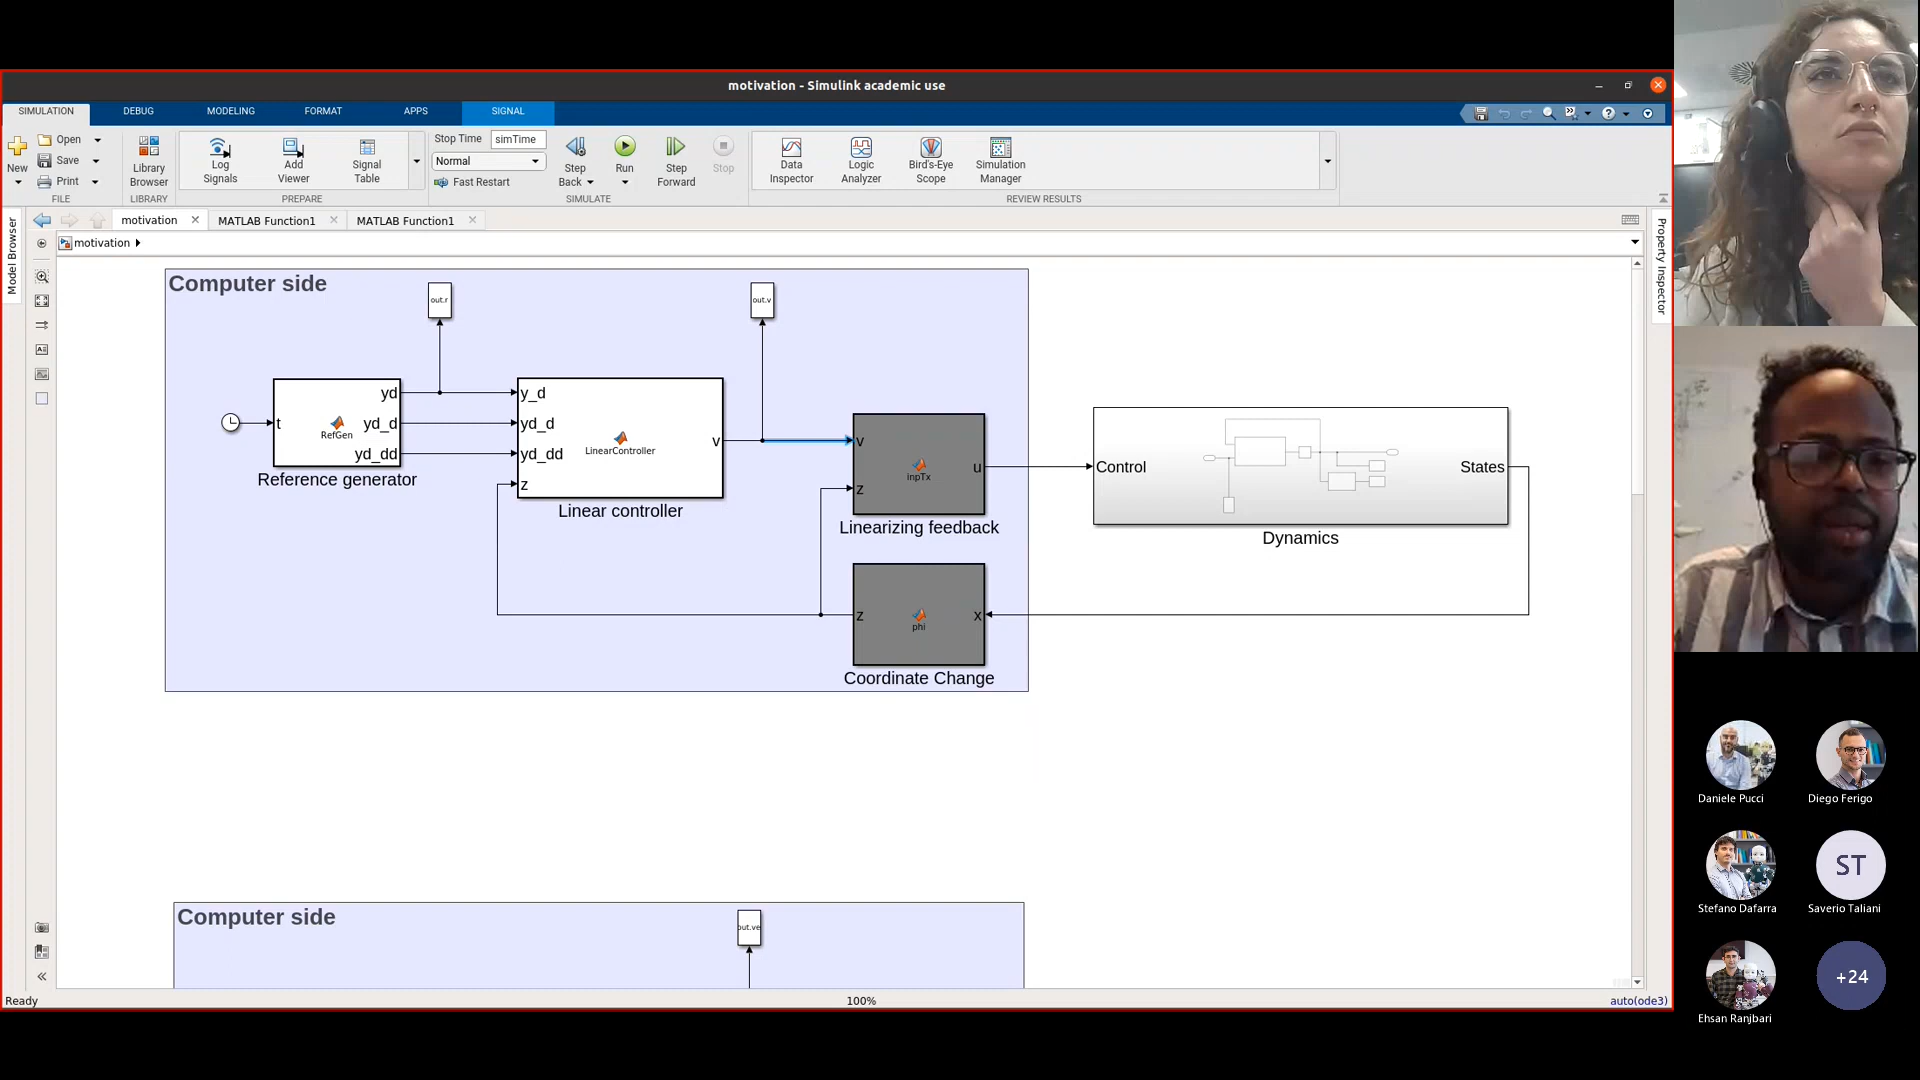 motivation - Simulink academic use
SIMULATION
DEBUG
MODELING
FORMAT
APPS
SIGNAL
New
Open
Save
Print
FILE
Library
Browser
LIBRARY
Log
Signals
Add
Viewer
Signal
Table
PREPARE
Stop Time
simTime
Normal
Fast Restart
Step
Back
Run
Step
Forward
Stop
SIMULATE
Data
Inspector
Logic
Analyzer
Bird's-Eye
Scope
Simulation
Manager
REVIEW RESULTS
motivation
MATLAB Function1
MATLAB Function1
motivation
Model Browser
Property Inspector
Computer side
out.r
out.v
t
RefGen
yd
yd_d
yd_dd
Reference generator
y_d
yd_d
yd_dd
z
LinearController
v
Linear controller
v
z
inpTx
u
Linearizing feedback
z
phi
x
Coordinate Change
Control
States
Dynamics
Computer side
out.ve
Ready
100%
auto(ode3)
Daniele Pucci
Diego Ferigo
Stefano Dafarra
ST
Saverio Taliani
Ehsan Ranjbari
+24